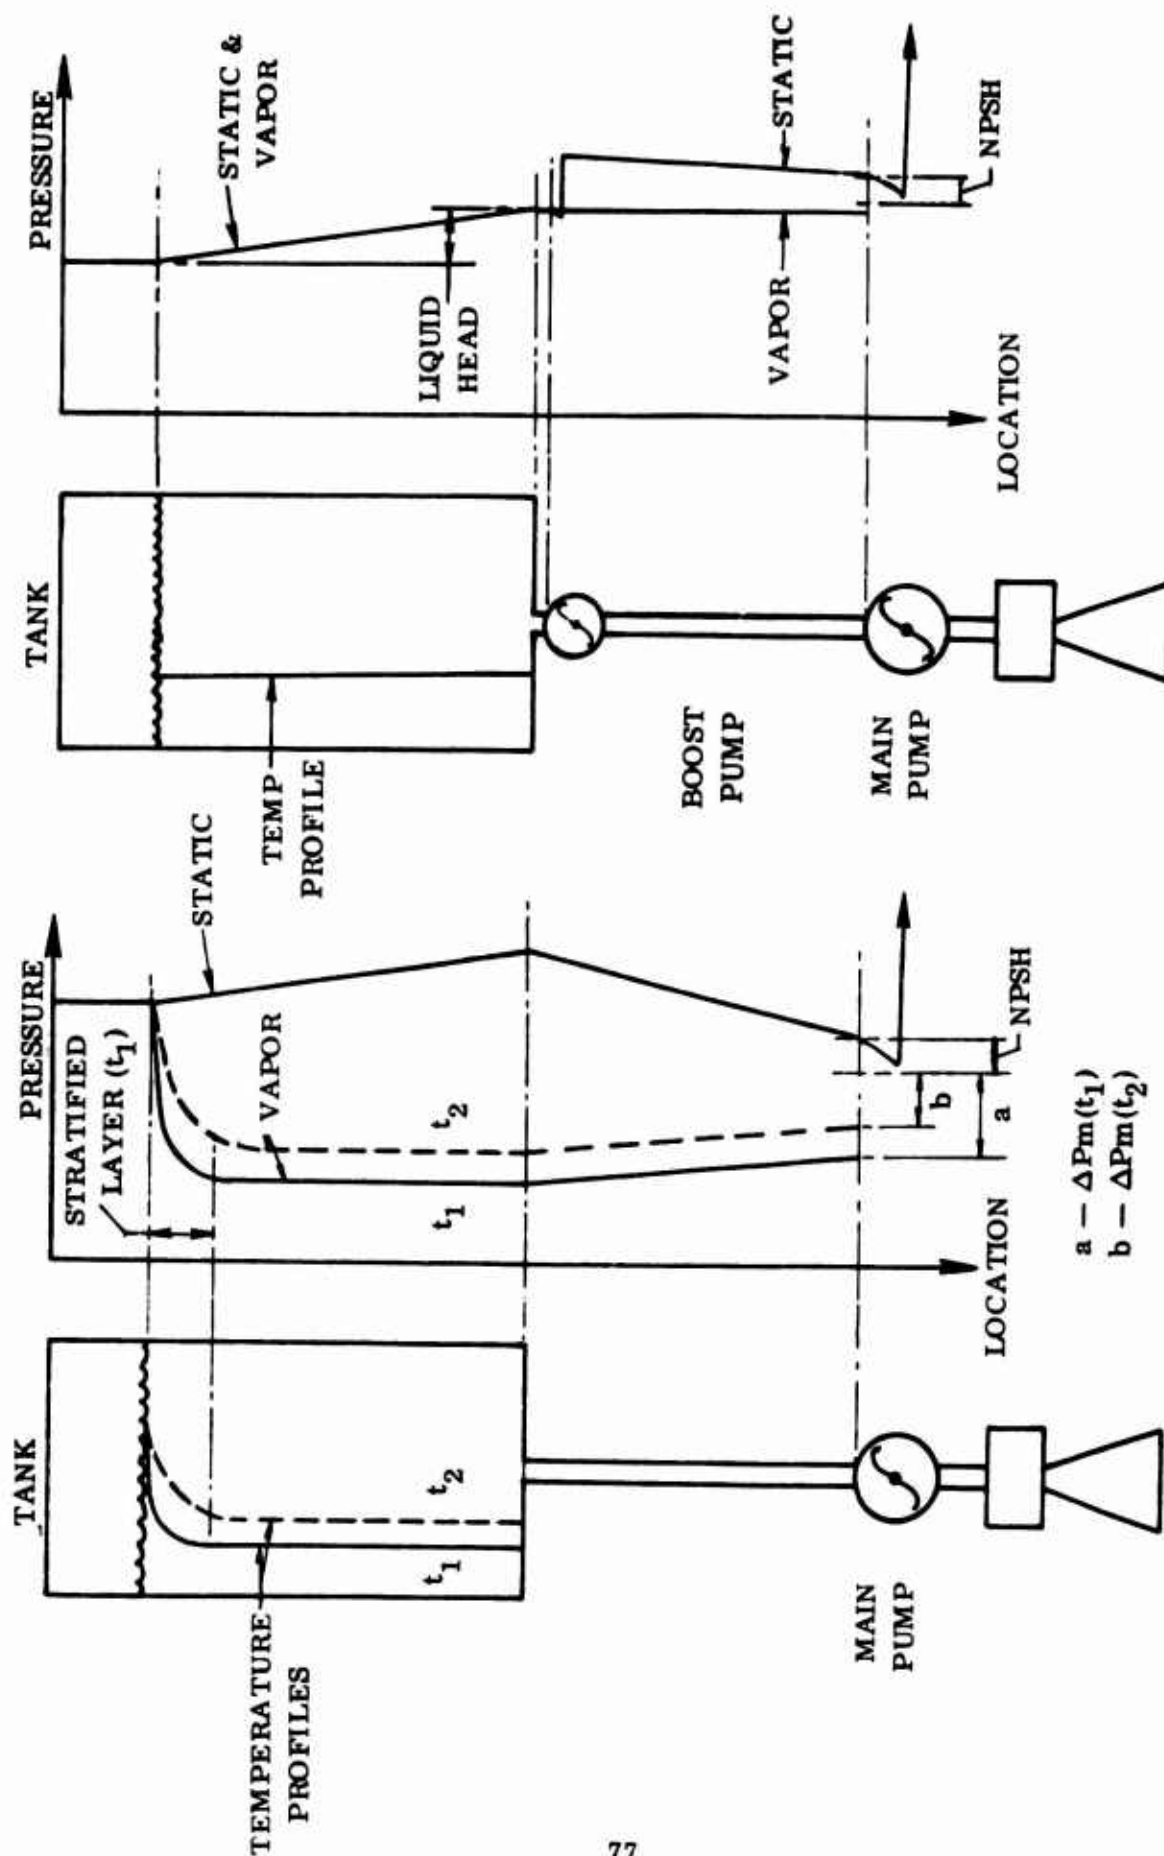 TANK
PRESSURE
STRATIFIED
LAYER (t1)
STATIC
VAPOR
TEMPERATURE
PROFILES
t1
t2
t1
t2
MAIN
PUMP
LOCATION
NPSH
b
a
a — ΔPm(t1)
b — ΔPm(t2)
TANK
PRESSURE
STATIC &
VAPOR
TEMP
PROFILE
LIQUID
HEAD
BOOST
PUMP
MAIN
PUMP
VAPOR
STATIC
LOCATION
NPSH
77